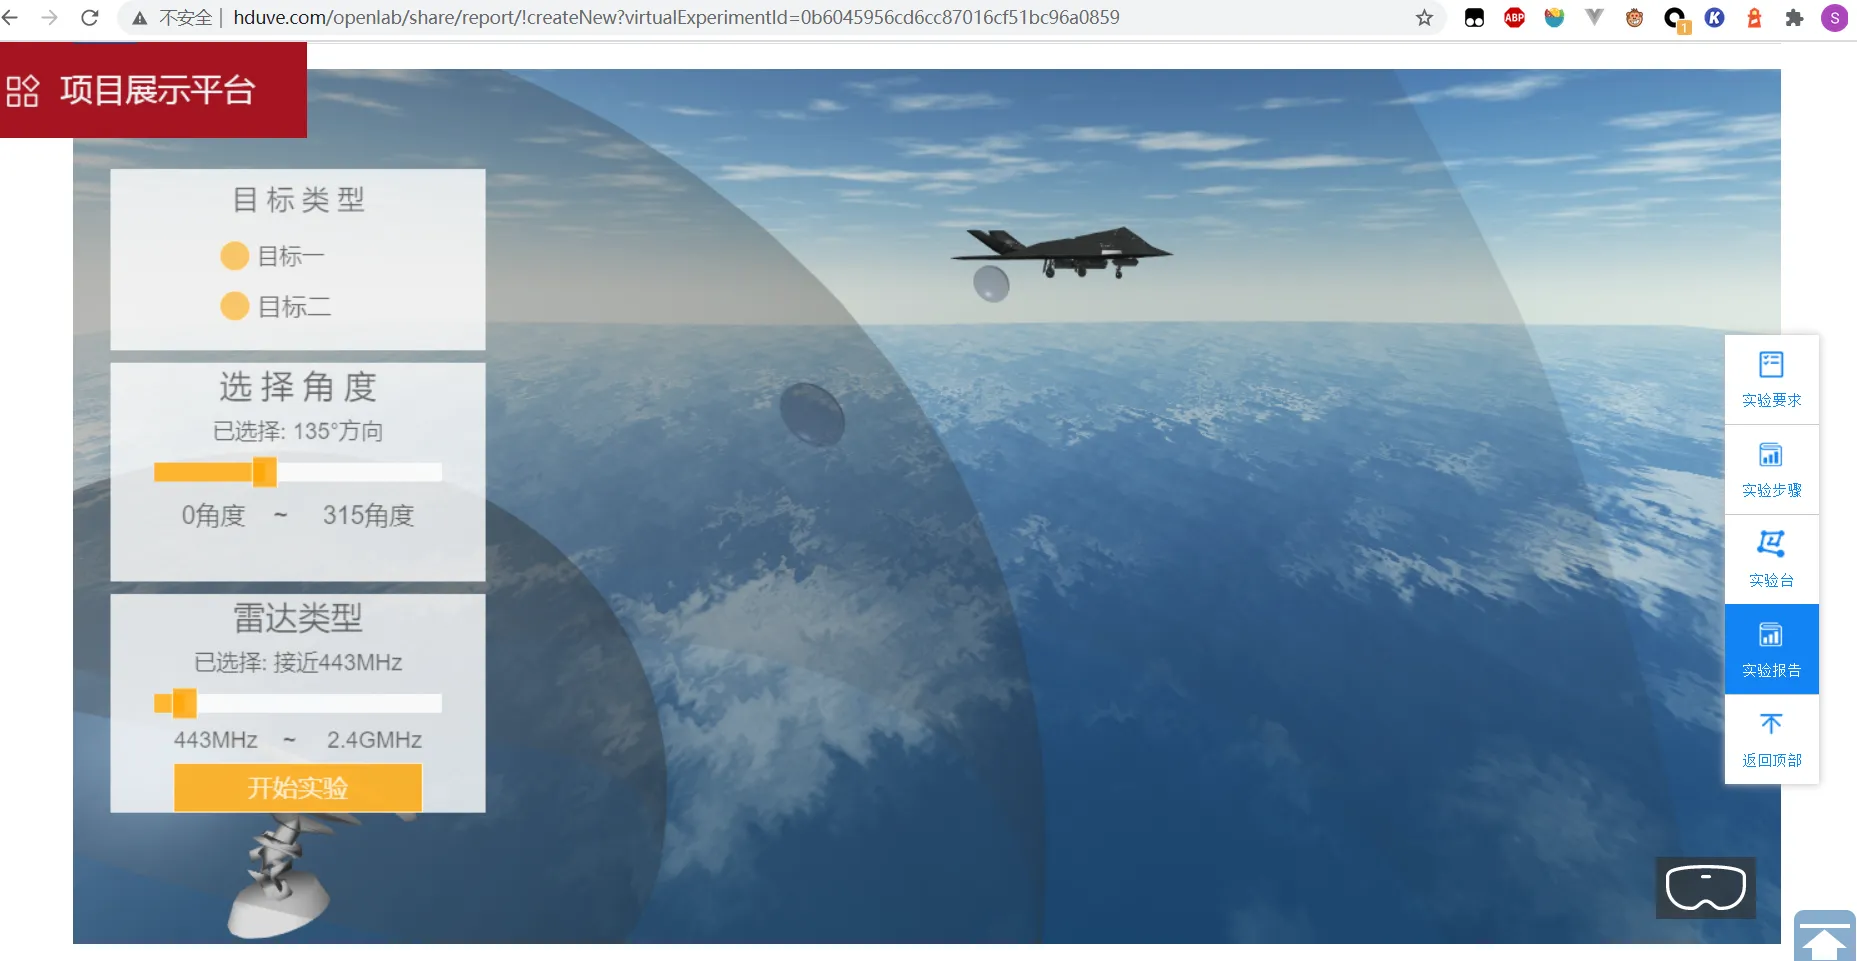 不安全 | hduve.com/openlab/share/report/!createNew?virtualExperimentId=0b6045956cd6cc87016cf51bc96a0859
ABP
1
K
S
项目展示平台
目标类型
目标一
目标二
选择角度
已选择: 135°方向
0角度 ~ 315角度
雷达类型
已选择: 接近443MHz
443MHz ~ 2.4GMHz
开始实验
实验要求
实验步骤
实验台
实验报告
返回顶部